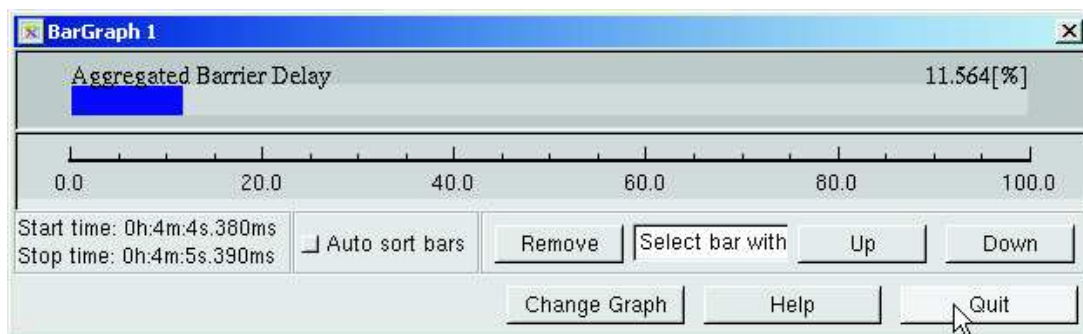 BarGraph 1
Aggregated Barrier Delay 11.564[%]
0.0 20.0 40.0 60.0 80.0 100.0
Start time: 0h:4m:4s.380ms
Stop time: 0h:4m:5s.390ms
Auto sort bars
Remove
Select bar with
Up
Down
Change Graph
Help
Quit